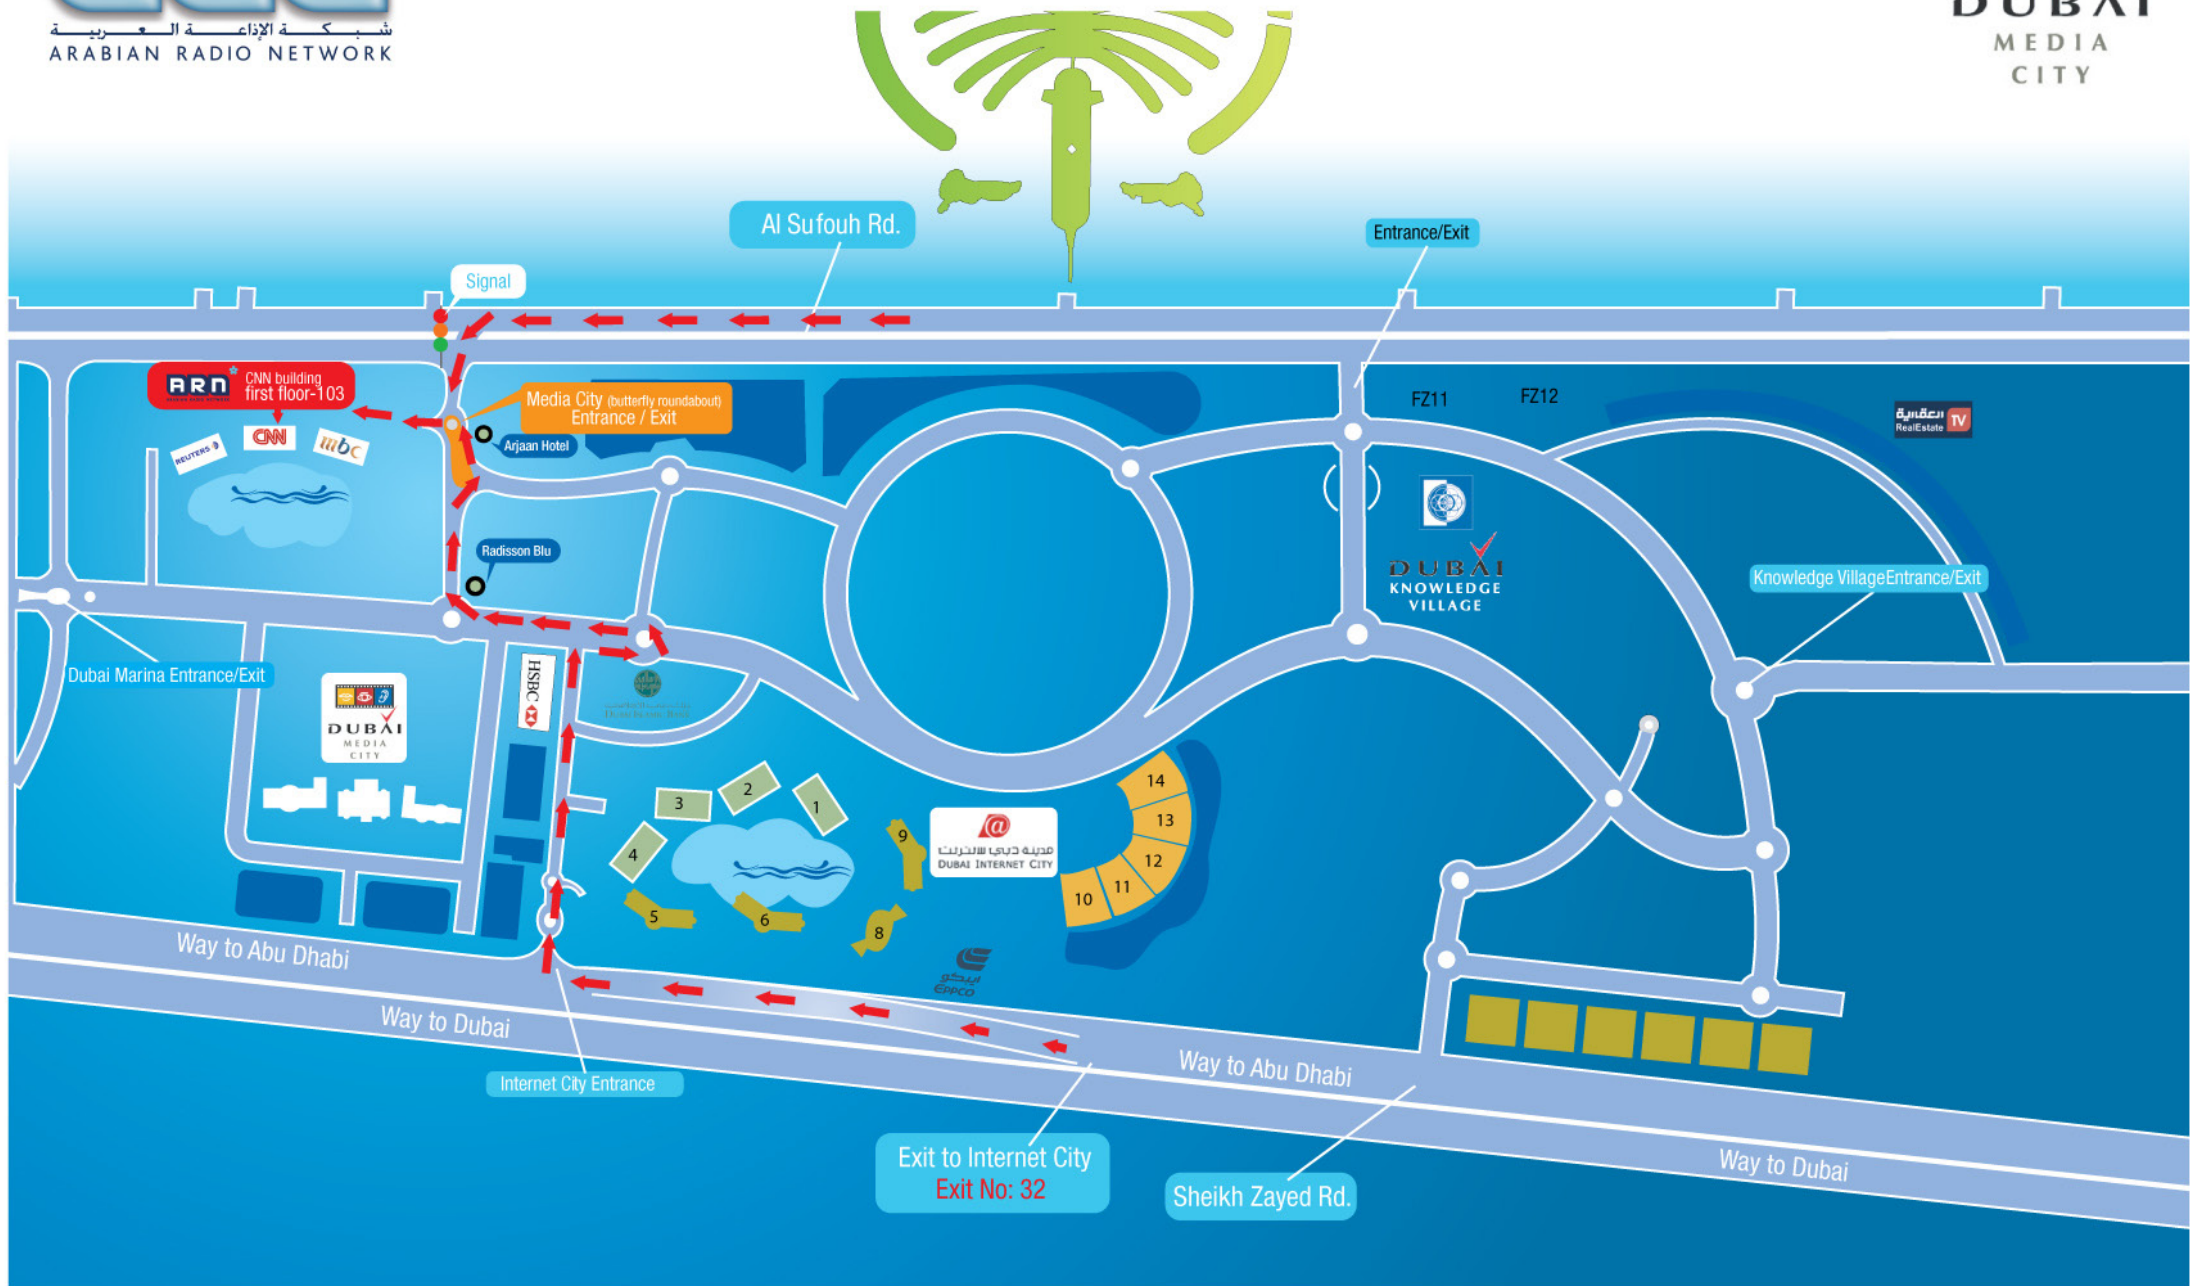 شبكة الإذاعة العربية
ARABIAN RADIO NETWORK
DUBAI
MEDIA
CITY
Al Sufouh Rd.
Entrance/Exit
Signal
ARN
CNN building
first floor-103
Media City (butterfly roundabout)
Entrance / Exit
Arjaan Hotel
REUTERS
CNN
mbc
FZ11
FZ12
العقارية
RealEstate
TV
Radisson Blu
DUBAI
KNOWLEDGE
VILLAGE
Knowledge VillageEntrance/Exit
Dubai Marina Entrance/Exit
HSBC
DUBAI
MEDIA
CITY
14
13
12
11
10
1
2
3
4
5
6
8
9
مدينة دبي للإنترنت
DUBAI INTERNET CITY
ايبكو
EPPCO
Way to Abu Dhabi
Way to Dubai
Internet City Entrance
Way to Abu Dhabi
Exit to Internet City
Exit No: 32
Sheikh Zayed Rd.
Way to Dubai